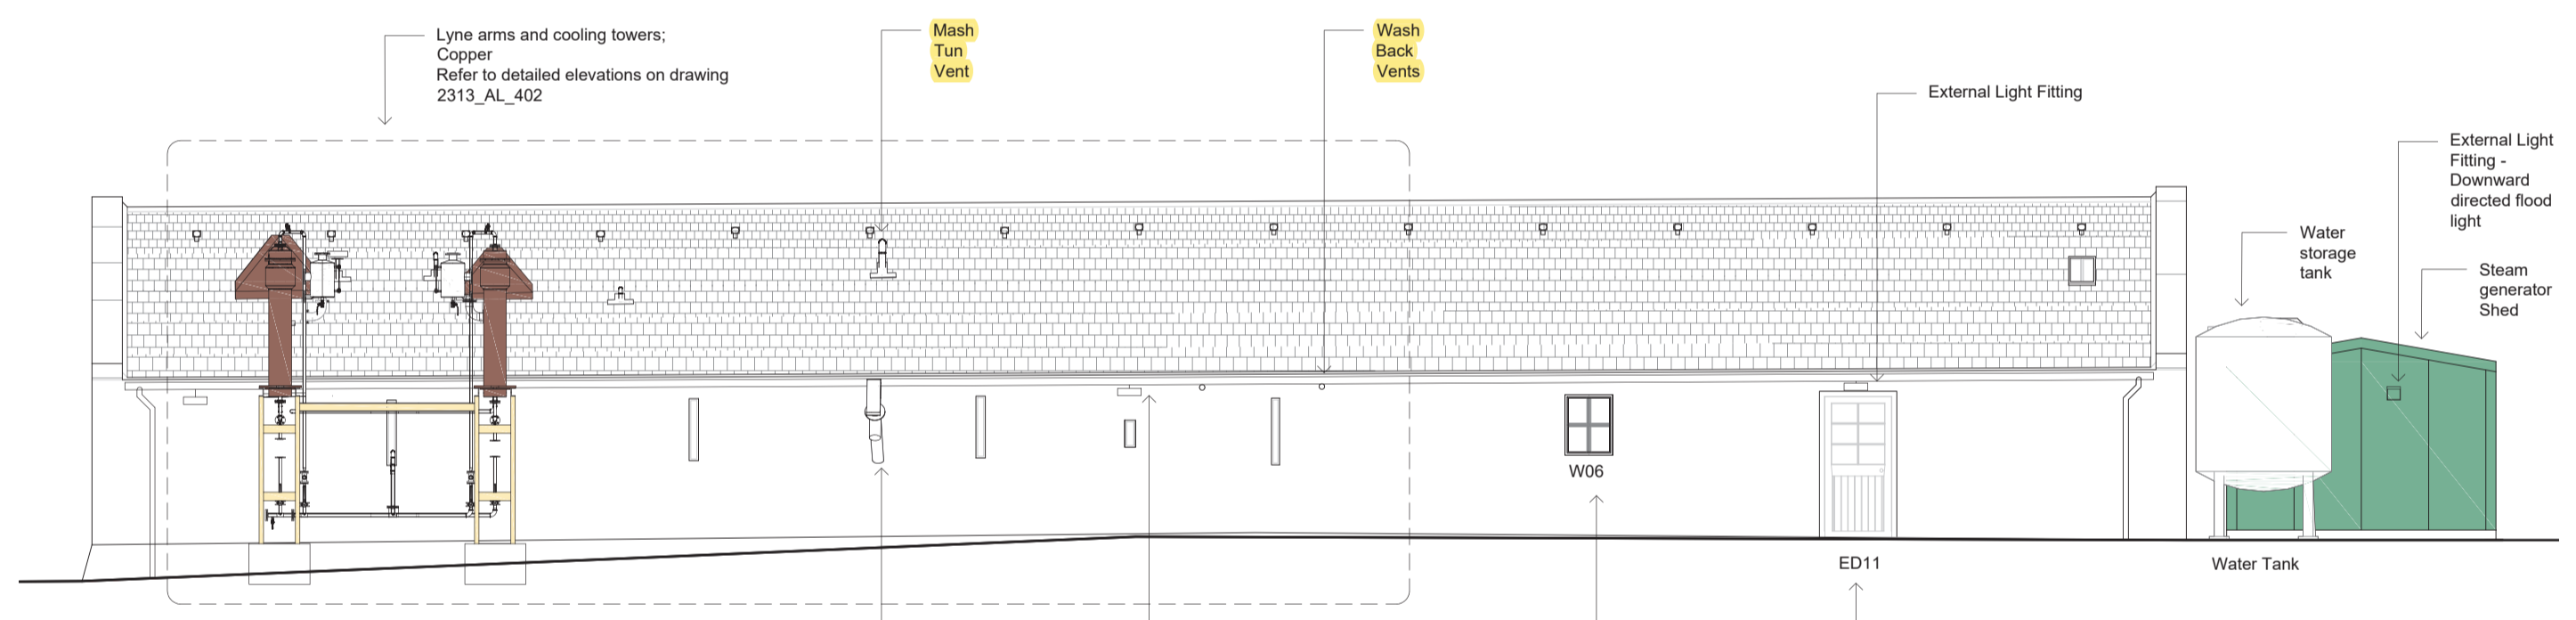 Lyne arms and cooling towers;
Copper
Refer to detailed elevations on drawing
2313_AL_402
Mash
Tun
Vent
Wash
Back
Vents
External Light Fitting
External Light
Fitting -
Downward
directed flood
light
Water
storage
tank
Steam
generator
Shed
W06
ED11
Water Tank